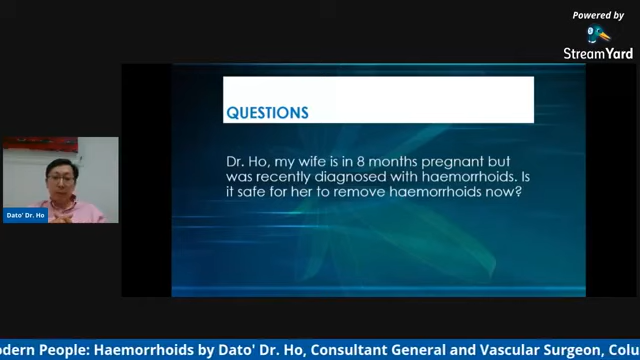 Powered by
StreamYard
QUESTIONS
Dr. Ho, my wife is in 8 months pregnant but
was recently diagnosed with haemorrhoids. Is
it safe for her to remove haemorrhoids now?
Dato' Dr. Ho
odern People: Haemorrhoids by Dato' Dr. Ho, Consultant General and Vascular Surgeon, Colu